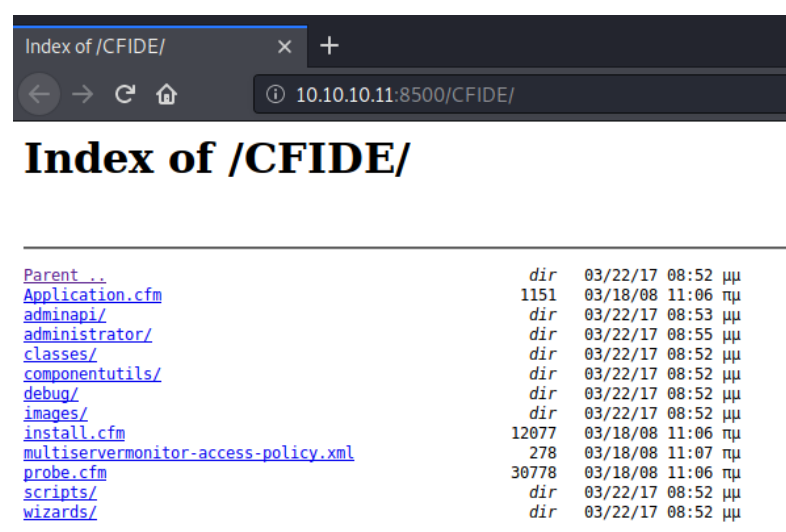 Index of /CFIDE/
10.10.10.11:8500/CFIDE/
Index of /CFIDE/
Parent .. dir 03/22/17 08:52 μμ
Application.cfm 1151 03/18/08 11:06 πμ
adminapi/ dir 03/22/17 08:53 μμ
administrator/ dir 03/22/17 08:55 μμ
classes/ dir 03/22/17 08:52 μμ
componentutils/ dir 03/22/17 08:52 μμ
debug/ dir 03/22/17 08:52 μμ
images/ dir 03/22/17 08:52 μμ
install.cfm 12077 03/18/08 11:06 πμ
multiservermonitor-access-policy.xml 278 03/18/08 11:07 πμ
probe.cfm 30778 03/18/08 11:06 πμ
scripts/ dir 03/22/17 08:52 μμ
wizards/ dir 03/22/17 08:52 μμ